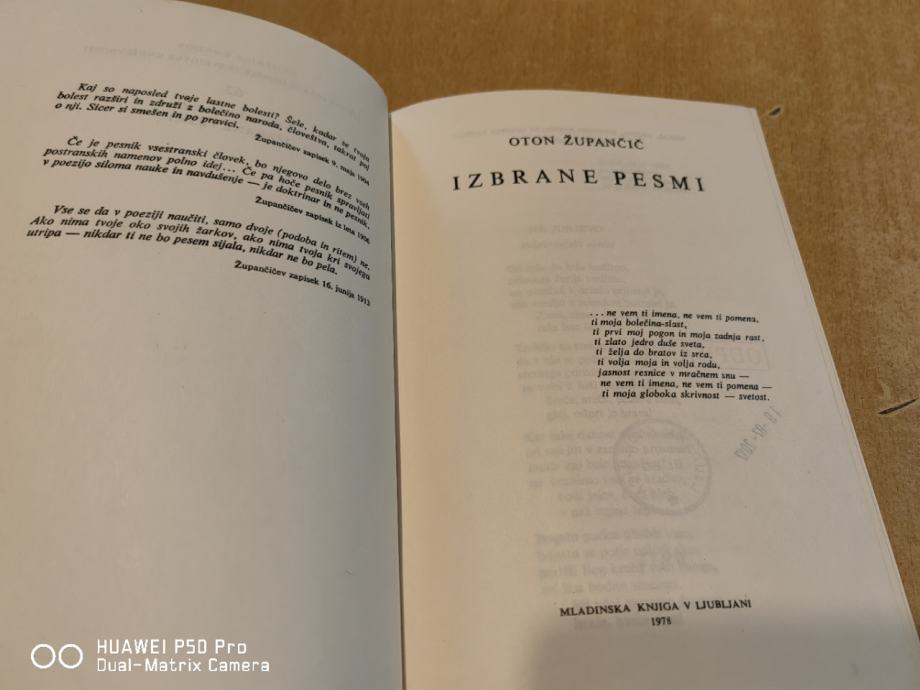 Kaj so naposled tvoje lastne bolesti? Šele, kadar se tvoja
bolest razširi in združi z bolečino naroda, človeštva, takrat poj
o nji. Sicer si smešen in po pravici.
Župančičev zapisek 9. maja 1904
Če je pesnik vsestranski človek, bo njegovo delo brez vseh
postranskih namenov polno idej... Če pa hoče pesnik spravljati
v poezijo siloma nauke in navdušenje — je doktrinar in ne pesnik.
Župančičev zapisek iz leta 1906
Vse se da v poeziji naučiti, samo dvoje (podoba in ritem) ne.
Ako nima tvoje oko svojih žarkov, ako nima tvoja kri svojega
utripa — nikdar ti ne bo pesem sijala, nikdar ne bo pela.
Župančičev zapisek 16. junija 1913
OTON ŽUPANČIČ
IZBRANE PESMI
...ne vem ti imena, ne vem ti pomena,
ti moja bolečina-slast,
ti prvi moj pogon in moja zadnja rast,
ti zlato jedro duše sveta,
ti želja do bratov iz srca,
ti volja moja in volja rodu,
jasnost resnice v mračnem snu —
ne vem ti imena, ne vem ti pomena —
ti moja globoka skrivnost — svetost.
MLADINSKA KNJIGA V LJUBLJANI
1978
HUAWEI P50 Pro
Dual-Matrix Camera